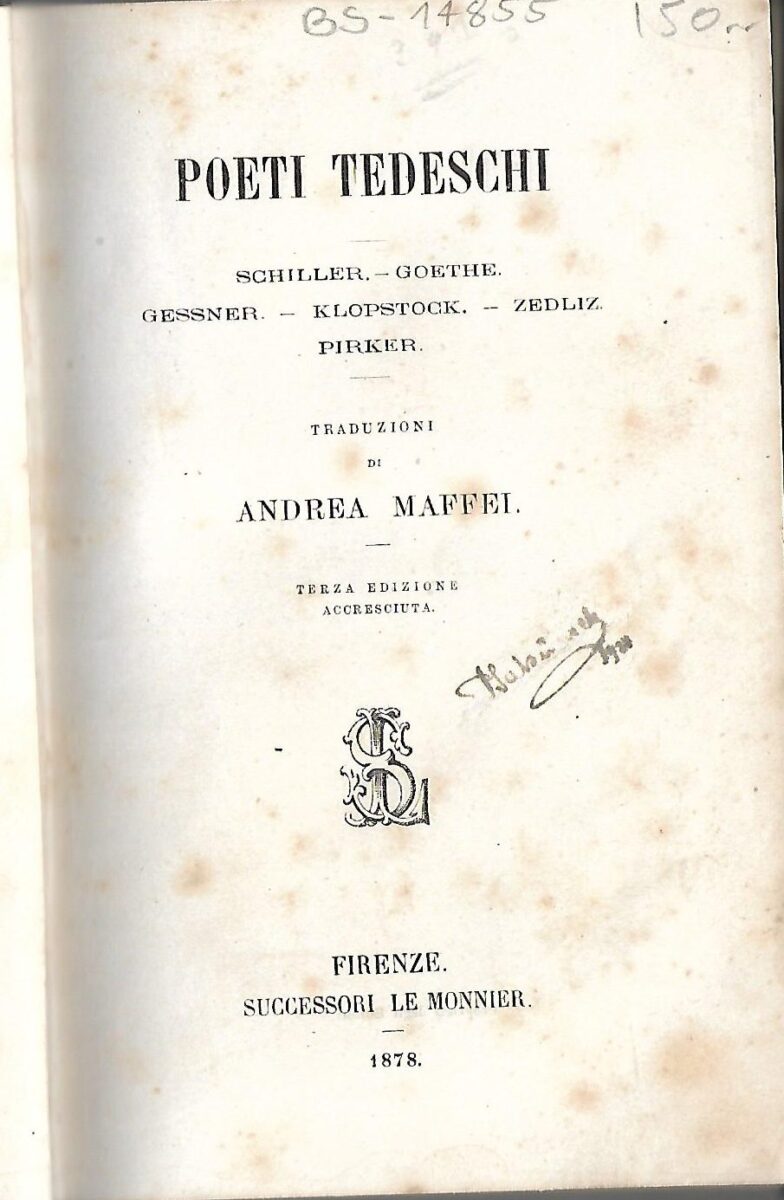 BS-14855 150
POETI TEDESCHI
SCHILLER. — GOETHE.
GESSNER. — KLOPSTOCK. — ZEDLIZ.
PIRKER.
TRADUZIONI
DI
ANDREA MAFFEI.
TERZA EDIZIONE
ACCRESCIUTA.
FIRENZE.
SUCCESSORI LE MONNIER.
1878.